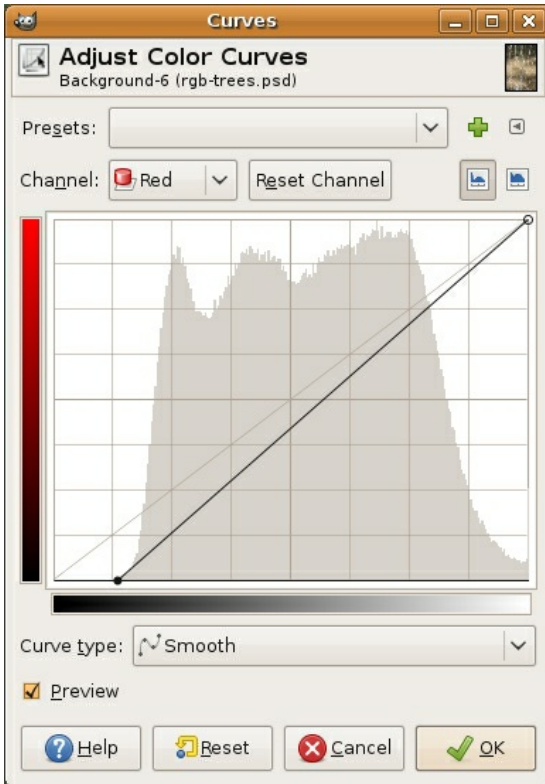 Curves
Adjust Color Curves
Background-6 (rgb-trees.psd)
Presets:
Channel: Red Reset Channel
Curve type: Smooth
Preview
Help Reset Cancel OK